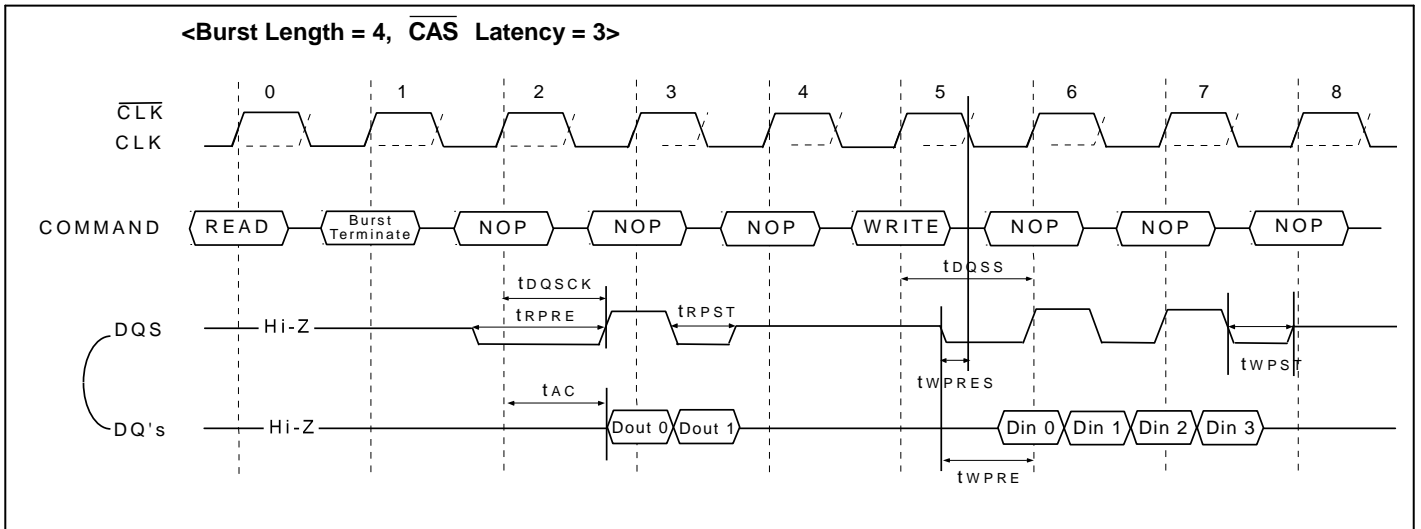 <Burst Length = 4, CAS Latency = 3>
0 1 2 3 4 5 6 7 8
CLK
CLK
COMMAND READ Burst Terminate NOP NOP NOP WRITE NOP NOP NOP
tDQSS
tDQSCK
tRPRE tRPST
DQS Hi-Z
tWPST
tWPRES
tAC
DQ's Hi-Z Dout 0 Dout 1 Din 0 Din 1 Din 2 Din 3
tWPRE